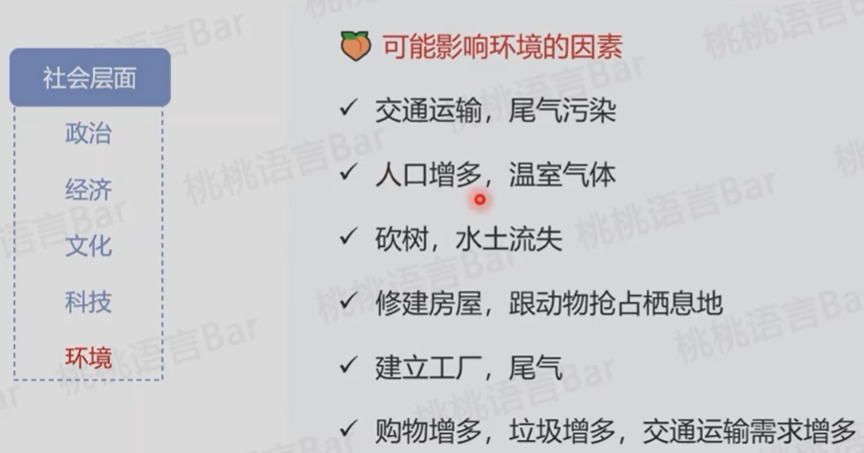 社会层面
政治
经济
文化
科技
环境
可能影响环境的因素
✓ 交通运输，尾气污染
✓ 人口增多，温室气体
✓ 砍树，水土流失
✓ 修建房屋，跟动物抢占栖息地
✓ 建立工厂，尾气
✓ 购物增多，垃圾增多，交通运输需求增多
桃桃语言Bar